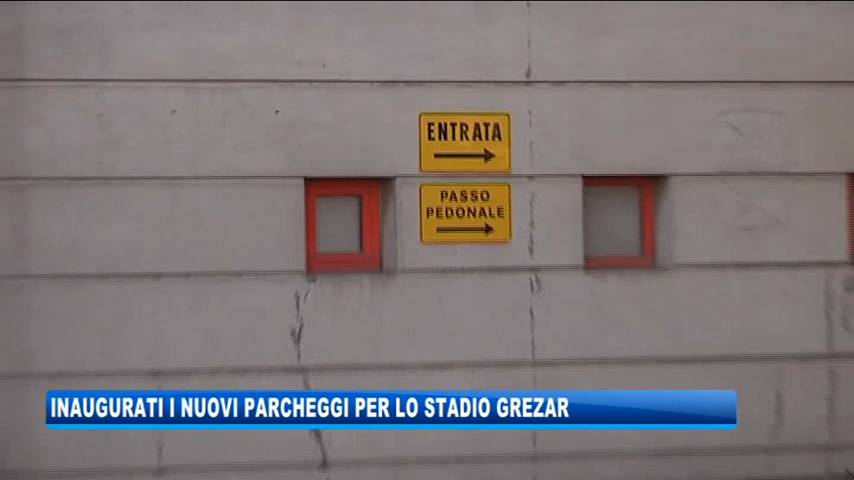 ENTRATA
PASSO
PEDONALE
INAUGURATI I NUOVI PARCHEGGI PER LO STADIO GREZAR